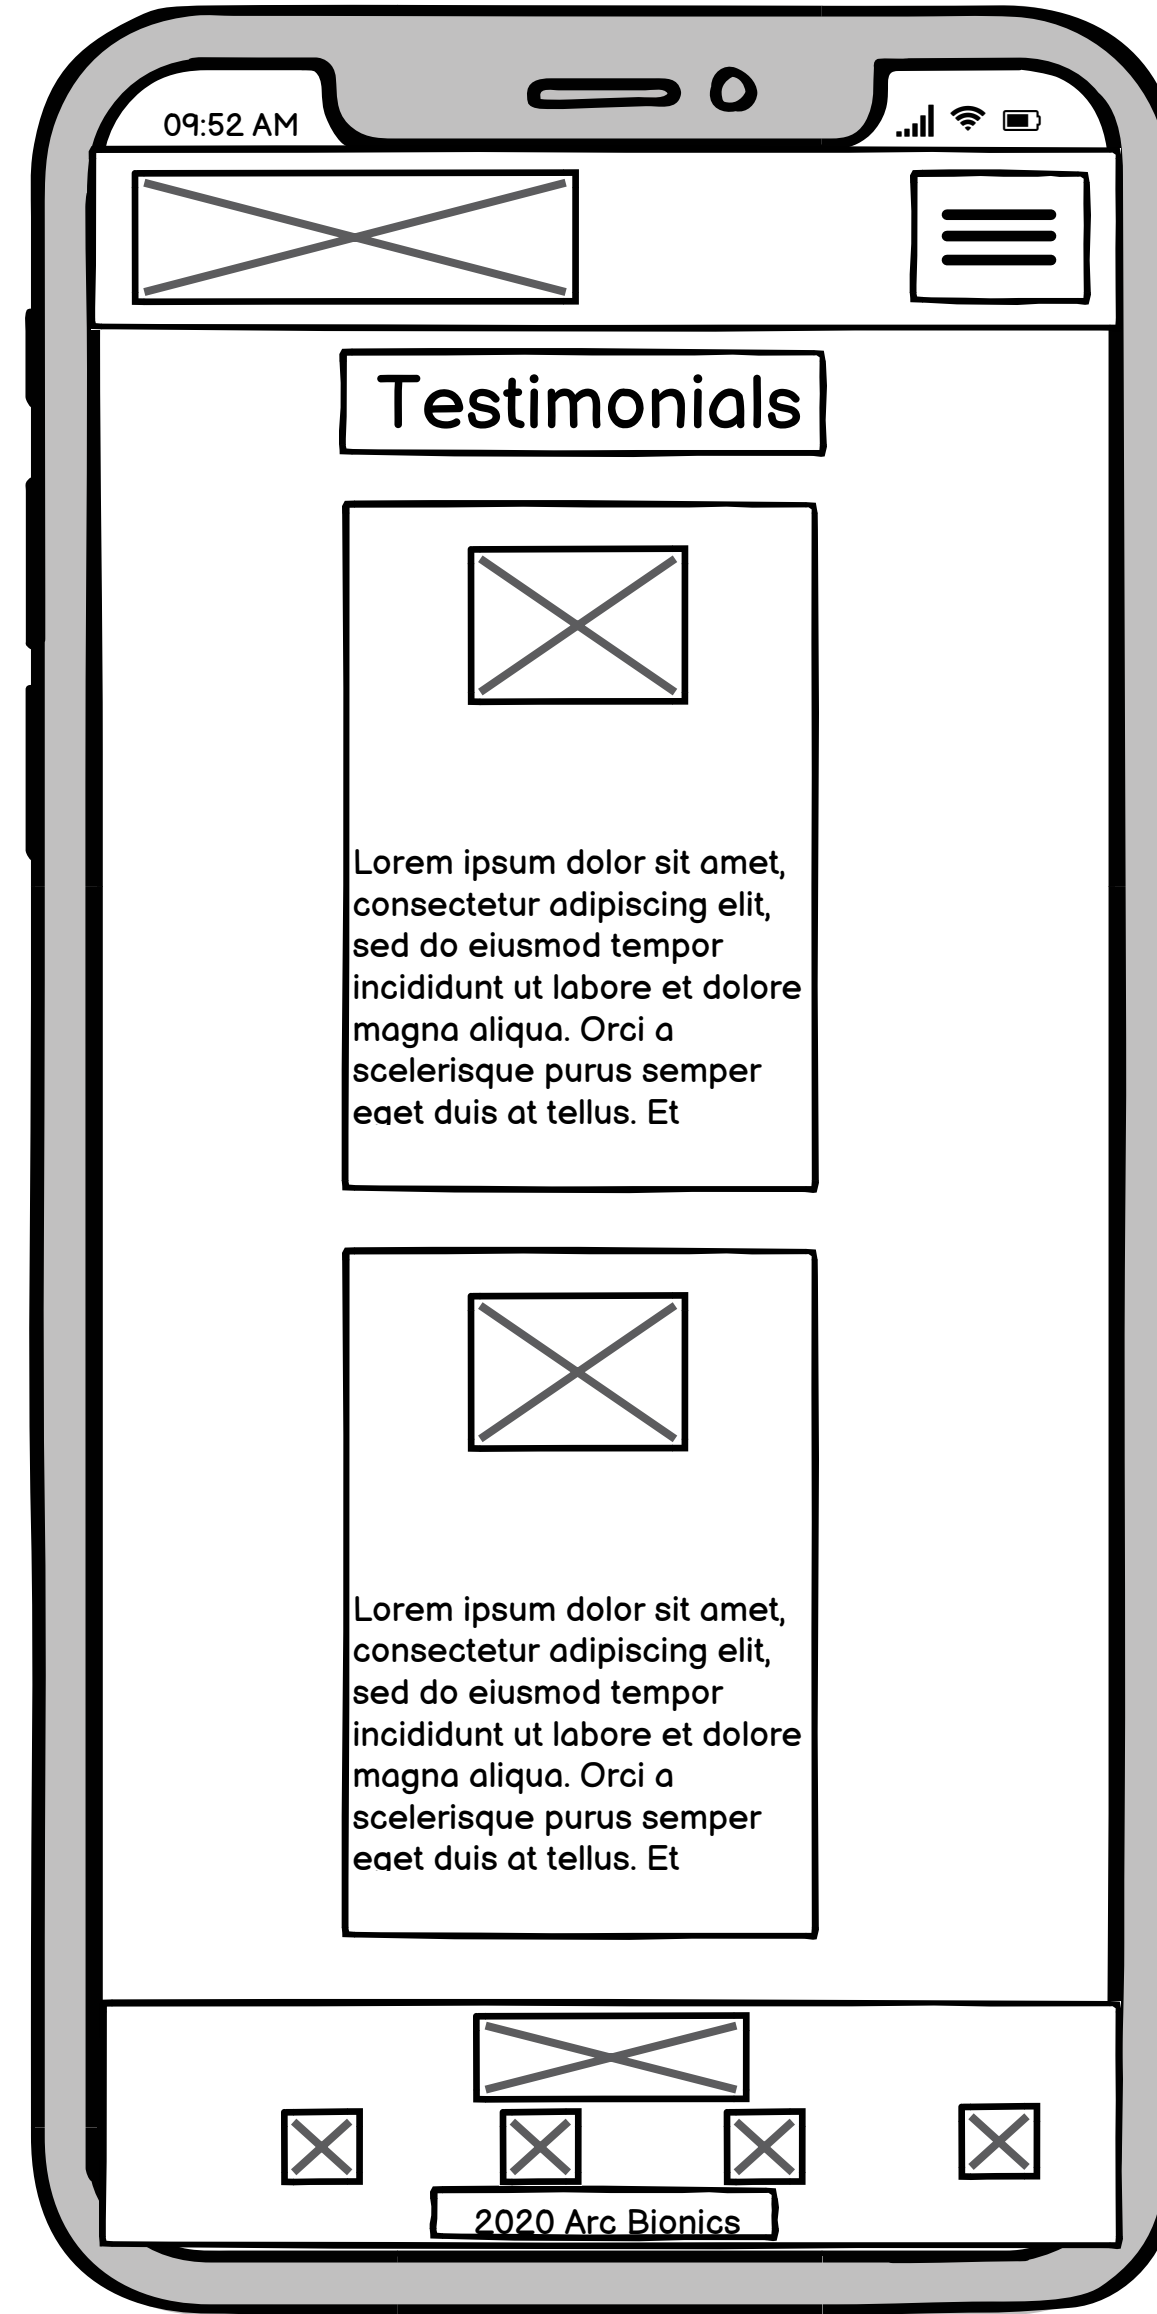 09:52 AM
Testimonials
Lorem ipsum dolor sit amet,
consectetur adipiscing elit,
sed do eiusmod tempor
incididunt ut labore et dolore
magna aliqua. Orci a
scelerisque purus semper
eget duis at tellus. Et
Lorem ipsum dolor sit amet,
consectetur adipiscing elit,
sed do eiusmod tempor
incididunt ut labore et dolore
magna aliqua. Orci a
scelerisque purus semper
eget duis at tellus. Et
2020 Arc Bionics